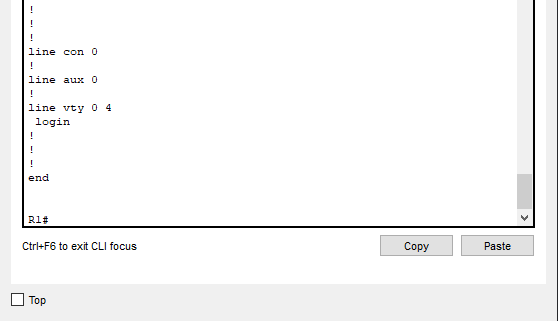 !
!
!
line con 0
!
line aux 0
!
line vty 0 4
 login
!
!
!
end
R1#
Ctrl+F6 to exit CLI focus
Copy
Paste
Top